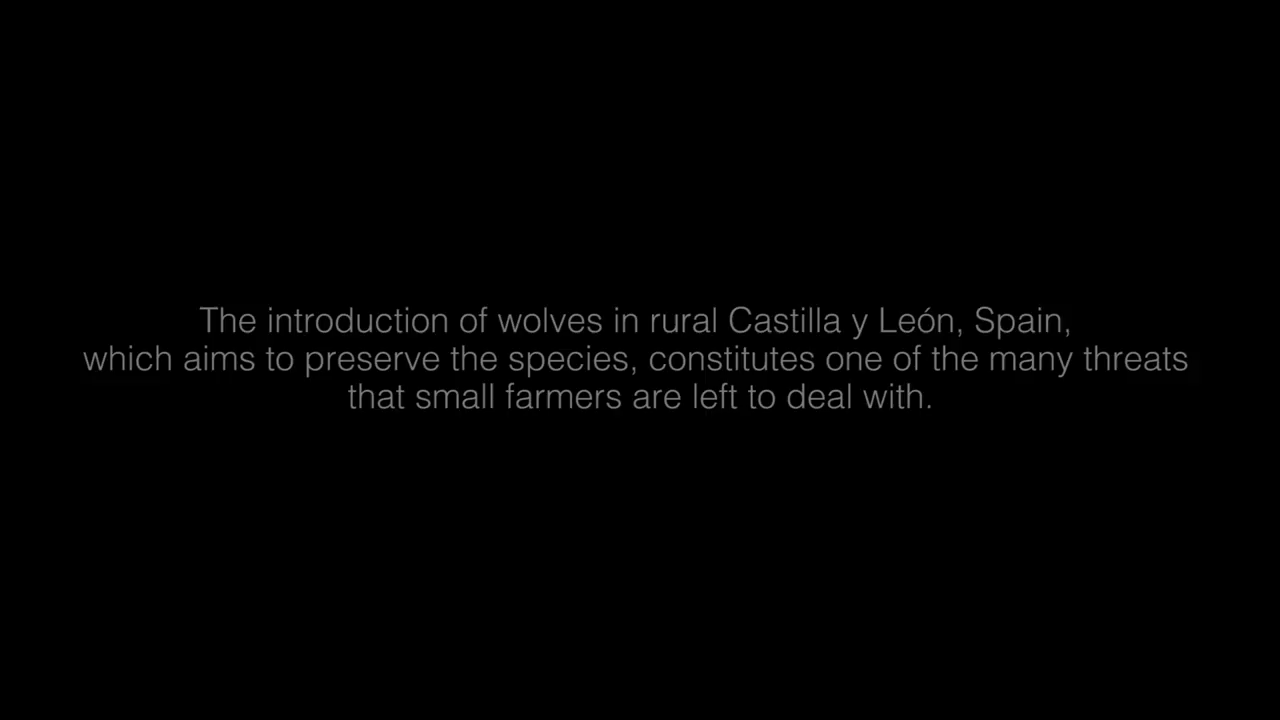 The introduction of wolves in rural Castilla y León, Spain,
which aims to preserve the species, constitutes one of the many threats
that small farmers are left to deal with.